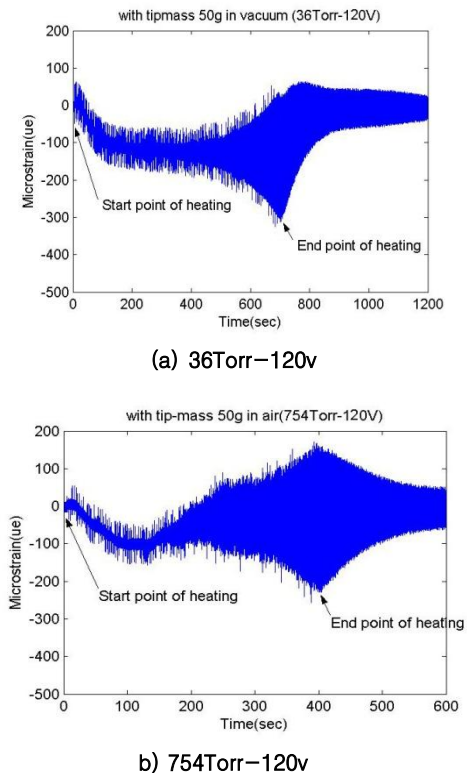 with tipmass 50g in vacuum (36Torr-120V)
200
100
0
-100
-200
-300
-400
-500
Microstrain(ue)
Start point of heating
End point of heating
0 200 400 600 800 1000 1200
Time(sec)
(a) 36Torr-120v
with tip-mass 50g in air(754Torr-120V)
200
100
0
-100
-200
-300
-400
-500
Microstrain(ue)
Start point of heating
End point of heating
0 100 200 300 400 500 600
Time(sec)
b) 754Torr-120v